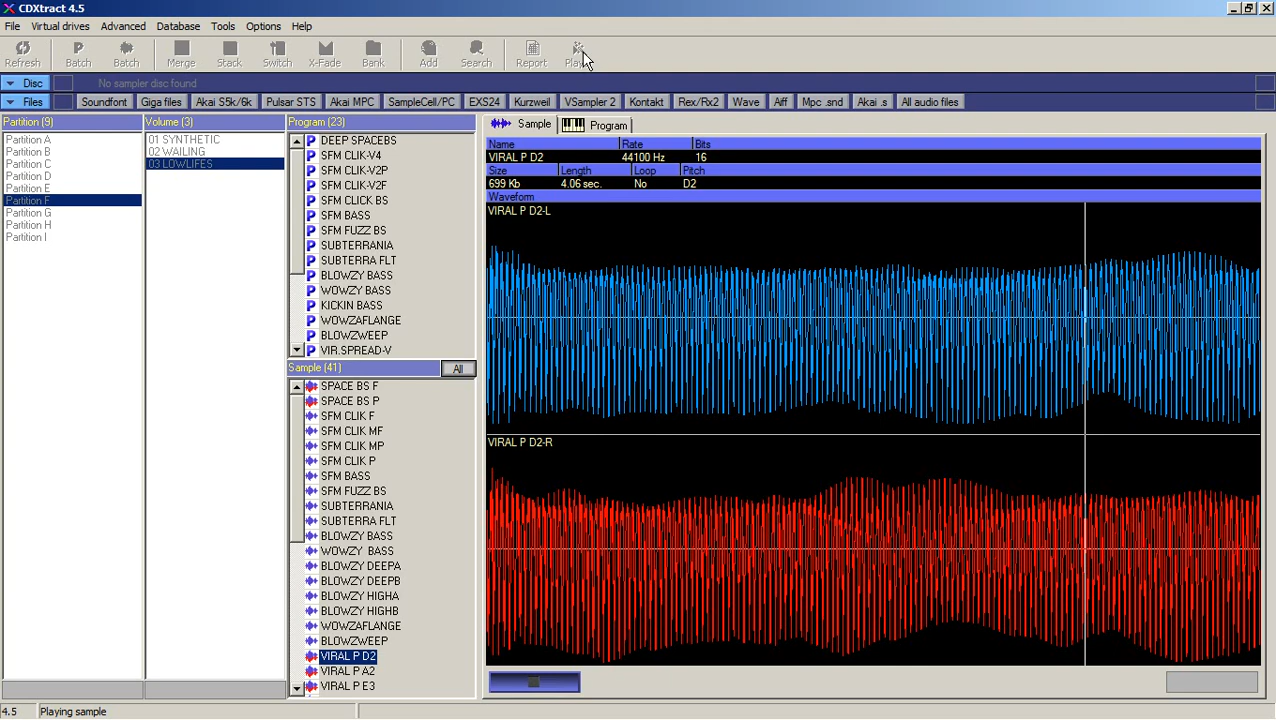 CDXtract 4.5
File Virtual drives Advanced Database Tools Options Help
Refresh Batch Batch Merge Stack Switch X-Fade Bank Add Search Report
Disc No sampler disc found
Files Soundfont Giga files Akai S5k/6k Pulsar STS Akai MPC SampleCell/PC EXS24 Kurzweil VSampler 2 Kontakt Rex/Rx2 Wave Aiff Mpc .snd Akai .s All audio files
Partition (9)
Partition A
Partition B
Partition C
Partition D
Partition E
Partition F
Partition G
Partition H
Partition I
Volume (3)
01 SYNTHETIC
02 WAILING
03 LOWLIFES
Program (23)
DEEP SPACEBS
SFM CLIK-V4
SFM CLIK-V2P
SFM CLIK-V2F
SFM CLICK BS
SFM BASS
SFM FUZZ BS
SUBTERRANIA
SUBTERRA FLT
BLOWZY BASS
WOWZY BASS
KICKIN BASS
WOWZAFLANGE
BLOWZWEEP
VIR.SPREAD-V
Sample (41) All
SPACE BS F
SPACE BS P
SFM CLIK F
SFM CLIK MF
SFM CLIK MP
SFM CLIK P
SFM BASS
SFM FUZZ BS
SUBTERRANIA
SUBTERRA FLT
BLOWZY BASS
WOWZY BASS
BLOWZY DEEPA
BLOWZY DEEPB
BLOWZY HIGHA
BLOWZY HIGHB
WOWZAFLANGE
BLOWZWEEP
VIRAL P D2
VIRAL P A2
VIRAL P E3
Sample Program
Name Rate Bits
VIRAL P D2 44100 Hz 16
Size Length Loop Pitch
699 Kb 4.06 sec. No D2
Waveform
VIRAL P D2-L
VIRAL P D2-R
4.5 Playing sample